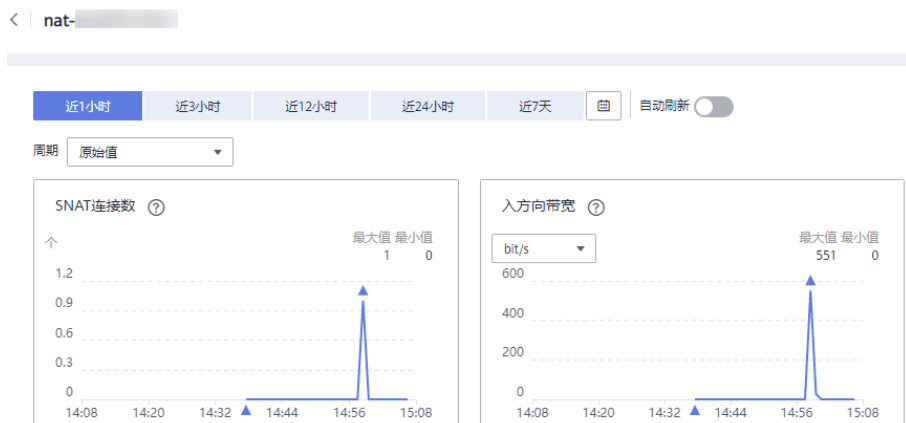 nat-
近1小时 近3小时 近12小时 近24小时 近7天 自动刷新
周期 原始值
SNAT连接数 ?
个 最大值 最小值
1 0
1.2
0.9
0.6
0.3
0
14:08 14:20 14:32 14:44 14:56 15:08
入方向带宽 ?
bit/s 最大值 最小值
551 0
600
400
200
0
14:08 14:20 14:32 14:44 14:56 15:08